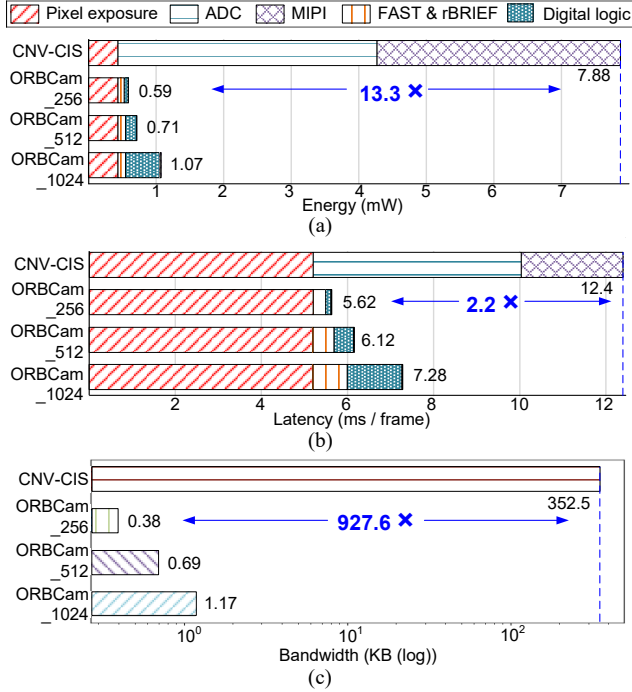 Pixel exposure ADC MIPI FAST & rBRIEF Digital logic
CNV-CIS
7.88
ORBCam
_256
0.59
13.3 ×
ORBCam
_512
0.71
ORBCam
_1024
1.07
1 2 3 4 5 6 7
Energy (mW)
(a)
CNV-CIS
12.4
ORBCam
_256
5.62
2.2 ×
ORBCam
_512
6.12
ORBCam
_1024
7.28
2 4 6 8 10 12
Latency (ms / frame)
(b)
CNV-CIS
352.5
ORBCam
_256
0.38
927.6 ×
ORBCam
_512
0.69
ORBCam
_1024
1.17
10⁰ 10¹ 10²
Bandwidth (KB (log))
(c)